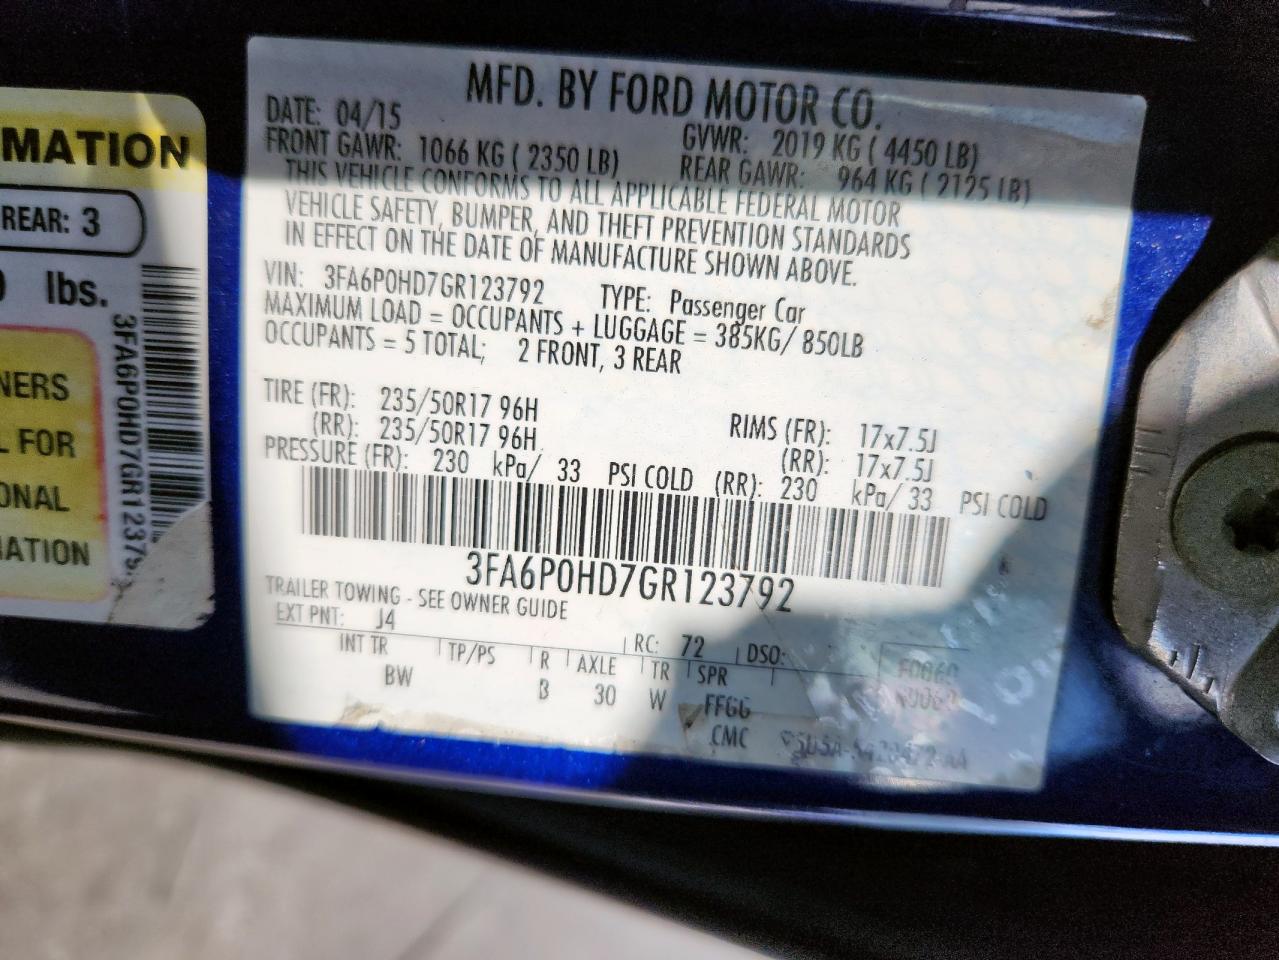 MATION
REAR: 3
lbs.
NERS
L FOR
ONAL
MATION
3FA6P0HD7GR12379
MFD. BY FORD MOTOR CO.
DATE: 04/15 GVWR: 2019 KG ( 4450 LB)
FRONT GAWR: 1066 KG ( 2350 LB) REAR GAWR: 964 KG ( 2125 LB)
THIS VEHICLE CONFORMS TO ALL APPLICABLE FEDERAL MOTOR
VEHICLE SAFETY, BUMPER, AND THEFT PREVENTION STANDARDS
IN EFFECT ON THE DATE OF MANUFACTURE SHOWN ABOVE.
VIN: 3FA6P0HD7GR123792 TYPE: Passenger Car
MAXIMUM LOAD = OCCUPANTS + LUGGAGE = 385KG/ 850LB
OCCUPANTS = 5 TOTAL; 2 FRONT, 3 REAR
TIRE (FR): 235/50R17 96H RIMS (FR): 17x7.5J
(RR): 235/50R17 96H (RR): 17x7.5J
PRESSURE (FR): 230 kPa/ 33 PSI COLD (RR): 230 kPa/ 33 PSI COLD
3FA6P0HD7GR123792
TRAILER TOWING - SEE OWNER GUIDE
EXT PNT: J4 RC: 72 DSO:
INT TR TP/PS R AXLE TR SPR F0060
BW B 30 W FFGG
CMC